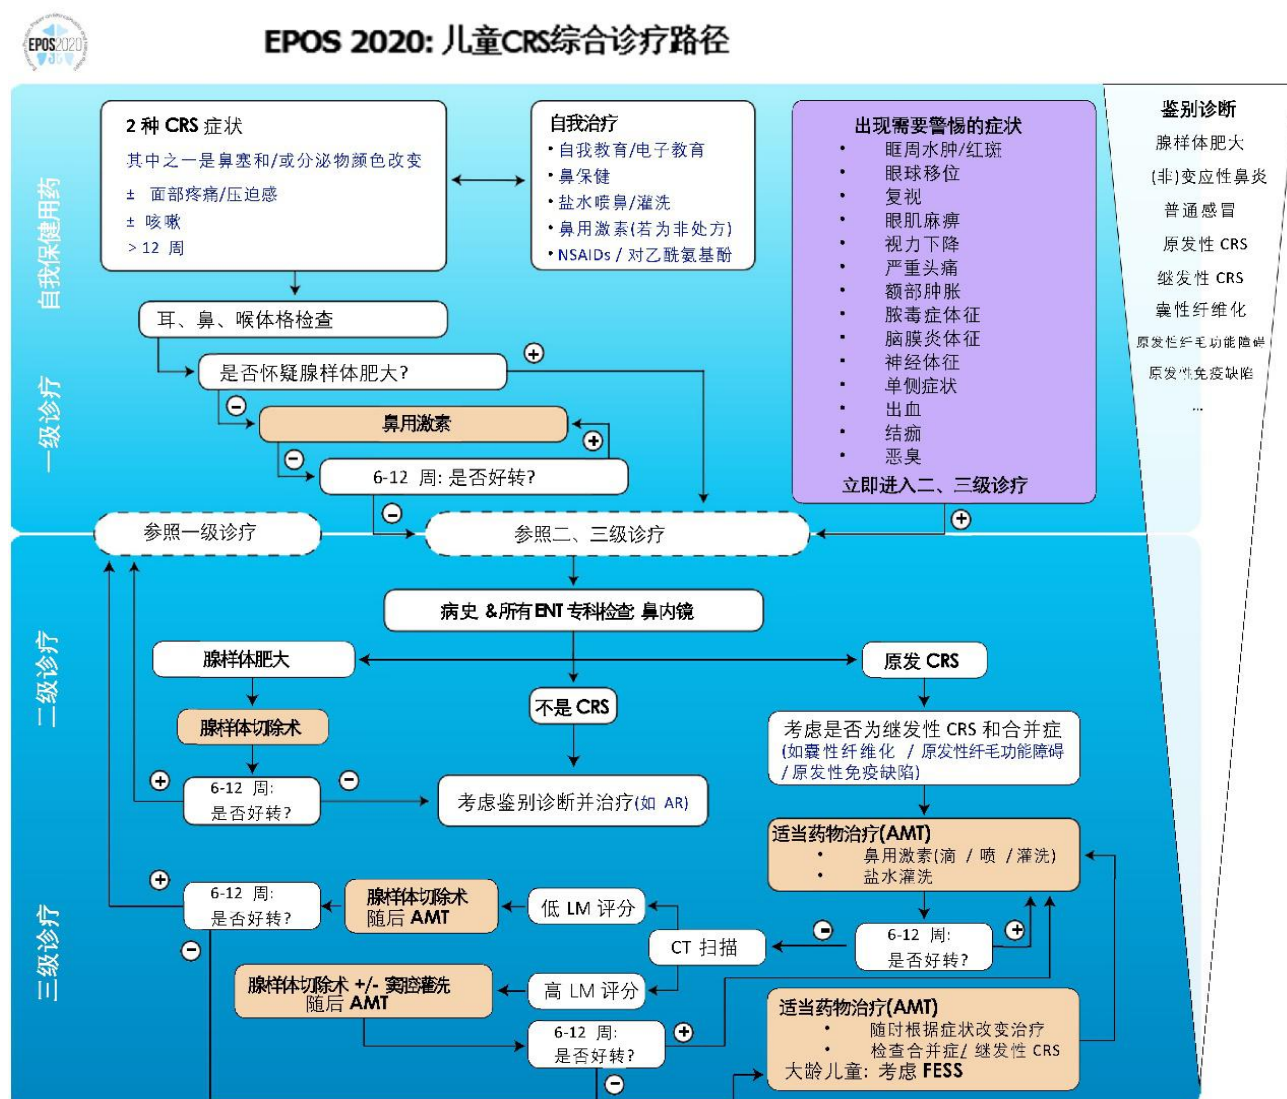 EPOS2020
EPOS 2020: 儿童CRS综合诊疗路径
自我保健用药
2 种 CRS 症状
其中之一是鼻塞和/或分泌物颜色改变
± 面部疼痛/压迫感
± 咳嗽
> 12 周
自我治疗
• 自我教育/电子教育
• 鼻保健
• 盐水喷鼻/灌洗
• 鼻用激素(若为非处方)
• NSAIDs / 对乙酰氨基酚
出现需要警惕的症状
• 眶周水肿/红斑
• 眼球移位
• 复视
• 眼肌麻痹
• 视力下降
• 严重头痛
• 额部肿胀
• 脓毒症体征
• 脑膜炎体征
• 神经体征
• 单侧症状
• 出血
• 结痂
• 恶臭
立即进入二、三级诊疗
鉴别诊断
腺样体肥大
(非)变应性鼻炎
普通感冒
原发性 CRS
继发性 CRS
囊性纤维化
原发性纤毛功能障碍
原发性免疫缺陷
...
一级诊疗
耳、鼻、喉体格检查
是否怀疑腺样体肥大?
+
−
鼻用激素
+
−
6-12 周: 是否好转?
−
+
参照一级诊疗
参照二、三级诊疗
二级诊疗
病史 &所有ENT 专科检查 鼻内镜
腺样体肥大
不是 CRS
原发 CRS
腺样体切除术
考虑是否为继发性 CRS 和合并症
(如囊性纤维化 / 原发性纤毛功能障碍
/原发性免疫缺陷)
+
6-12 周:
是否好转?
−
考虑鉴别诊断并治疗(如 AR)
适当药物治疗(AMT)
• 鼻用激素(滴 / 喷 /灌洗)
• 盐水灌洗
三级诊疗
+
6-12 周:
是否好转?
−
腺样体切除术
随后 AMT
低 LM 评分
CT 扫描
−
6-12 周:
是否好转?
+
腺样体切除术 +/- 窦腔灌洗
随后 AMT
高 LM 评分
6-12 周:
是否好转?
+
−
适当药物治疗(AMT)
• 随时根据症状改变治疗
• 检查合并症/ 继发性 CRS
大龄儿童: 考虑 FESS